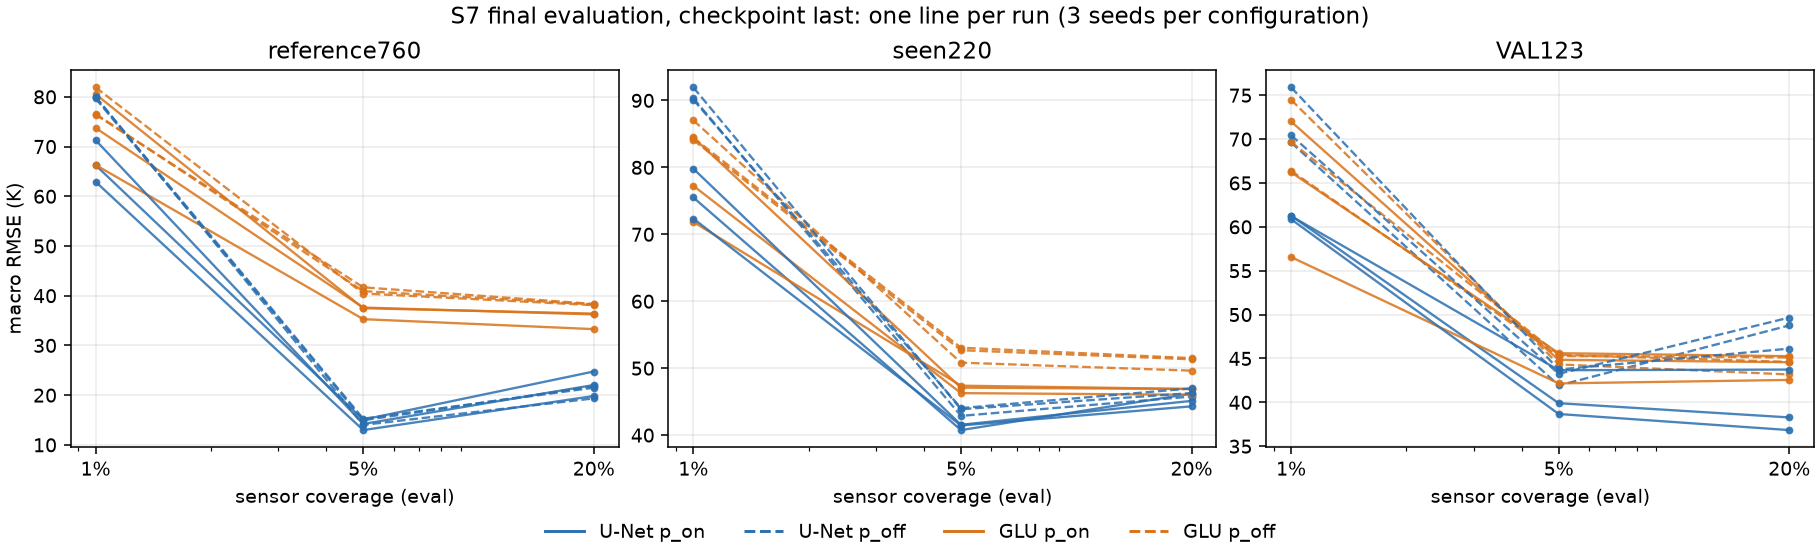 S7 final evaluation, checkpoint last: one line per run (3 seeds per configuration)
reference760
seen220
VAL123
macro RMSE (K)
80
70
60
50
40
30
20
10
90
80
70
60
50
40
75
70
65
60
55
50
45
40
35
1% 5% 20%
1% 5% 20%
1% 5% 20%
sensor coverage (eval)
sensor coverage (eval)
sensor coverage (eval)
U-Net p_on U-Net p_off GLU p_on GLU p_off